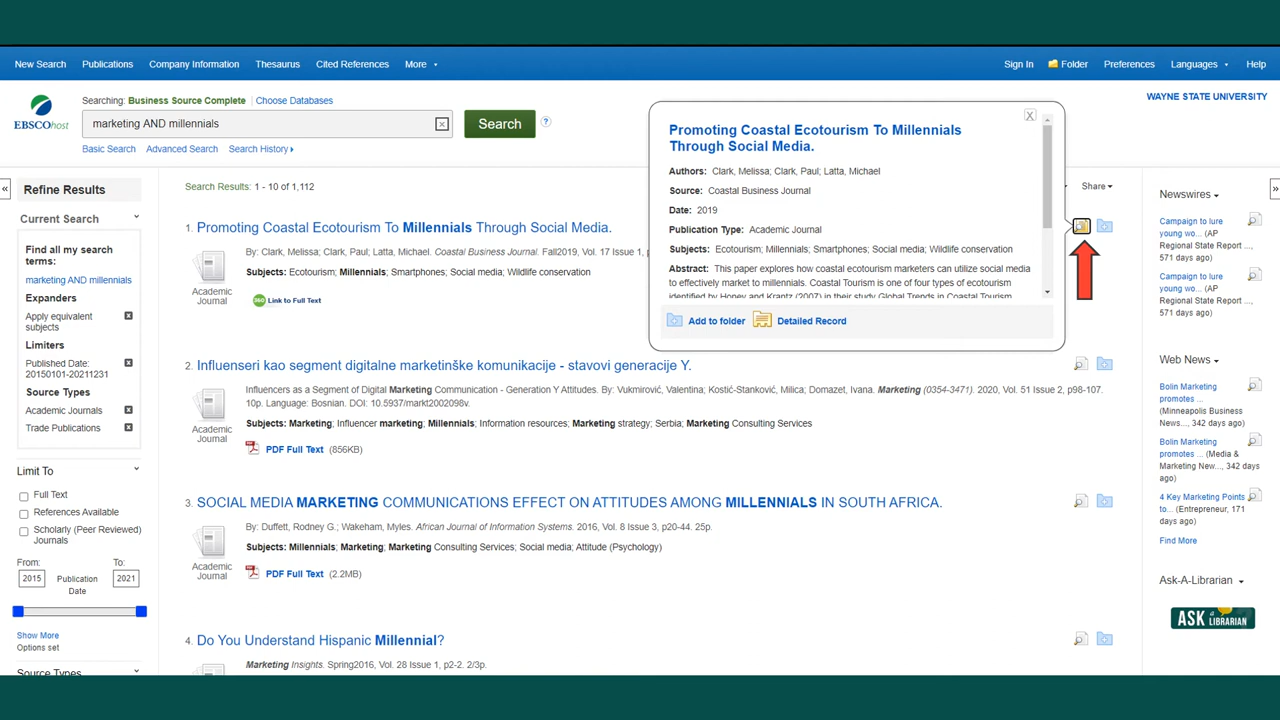 New Search Publications Company Information Thesaurus Cited References More Sign In Folder Preferences Languages Help
EBSCOhost
Searching: Business Source Complete | Choose Databases
marketing AND millennials
Search
?
Basic Search Advanced Search Search History
WAYNE STATE UNIVERSITY
«
Refine Results
Current Search
Find all my search
terms:
marketing AND millennials
Expanders
Apply equivalent
subjects
Limiters
Published Date:
20150101-20211231
Source Types
Academic Journals
Trade Publications
Limit To
Full Text
References Available
Scholarly (Peer Reviewed)
Journals
From: To:
2015 Publication 2021
Date
Show More
Options set
Source Types
Search Results: 1 - 10 of 1,112
Share
1. Promoting Coastal Ecotourism To Millennials Through Social Media.
By: Clark, Melissa; Clark, Paul; Latta, Michael. Coastal Business Journal. Fall2019, Vol. 17 Issue 1, p
Subjects: Ecotourism; Millennials; Smartphones; Social media; Wildlife conservation
Academic
Journal
360 Link to Full Text
X
Promoting Coastal Ecotourism To Millennials
Through Social Media.
Authors: Clark, Melissa; Clark, Paul; Latta, Michael
Source: Coastal Business Journal
Date: 2019
Publication Type: Academic Journal
Subjects: Ecotourism; Millennials; Smartphones; Social media; Wildlife conservation
Abstract: This paper explores how coastal ecotourism marketers can utilize social media
to effectively market to millennials. Coastal Tourism is one of four types of ecotourism
identified by Honey and Krantz (2007) in their study Global Trends in Coastal Tourism
Add to folder Detailed Record
2. Influenseri kao segment digitalne marketinške komunikacije - stavovi generacije Y.
Influencers as a Segment of Digital Marketing Communication - Generation Y Attitudes. By: Vukmirović, Valentina; Kostić-Stanković, Milica; Domazet, Ivana. Marketing (0354-3471). 2020, Vol. 51 Issue 2, p98-107.
10p. Language: Bosnian. DOI: 10.5937/markt2002098v.
Subjects: Marketing; Influencer marketing; Millennials; Information resources; Marketing strategy; Serbia; Marketing Consulting Services
Academic
Journal
PDF Full Text (856KB)
3. SOCIAL MEDIA MARKETING COMMUNICATIONS EFFECT ON ATTITUDES AMONG MILLENNIALS IN SOUTH AFRICA.
By: Duffett, Rodney G.; Wakeham, Myles. African Journal of Information Systems. 2016, Vol. 8 Issue 3, p20-44. 25p.
Subjects: Millennials; Marketing; Marketing Consulting Services; Social media; Attitude (Psychology)
Academic
Journal
PDF Full Text (2.2MB)
4. Do You Understand Hispanic Millennial?
Marketing Insights. Spring2016, Vol. 28 Issue 1, p2-2. 2/3p.
»
Newswires
Campaign to lure
young wo... (AP
Regional State Report ...,
571 days ago)
Campaign to lure
young wo... (AP
Regional State Report ...,
571 days ago)
Web News
Bolin Marketing
promotes ...
(Minneapolis Business
News..., 342 days ago)
Bolin Marketing
promotes ... (Media &
Marketing New..., 342 days
ago)
4 Key Marketing Points
to... (Entrepreneur, 171
days ago)
Find More
Ask-A-Librarian
ASK a LIBRARIAN